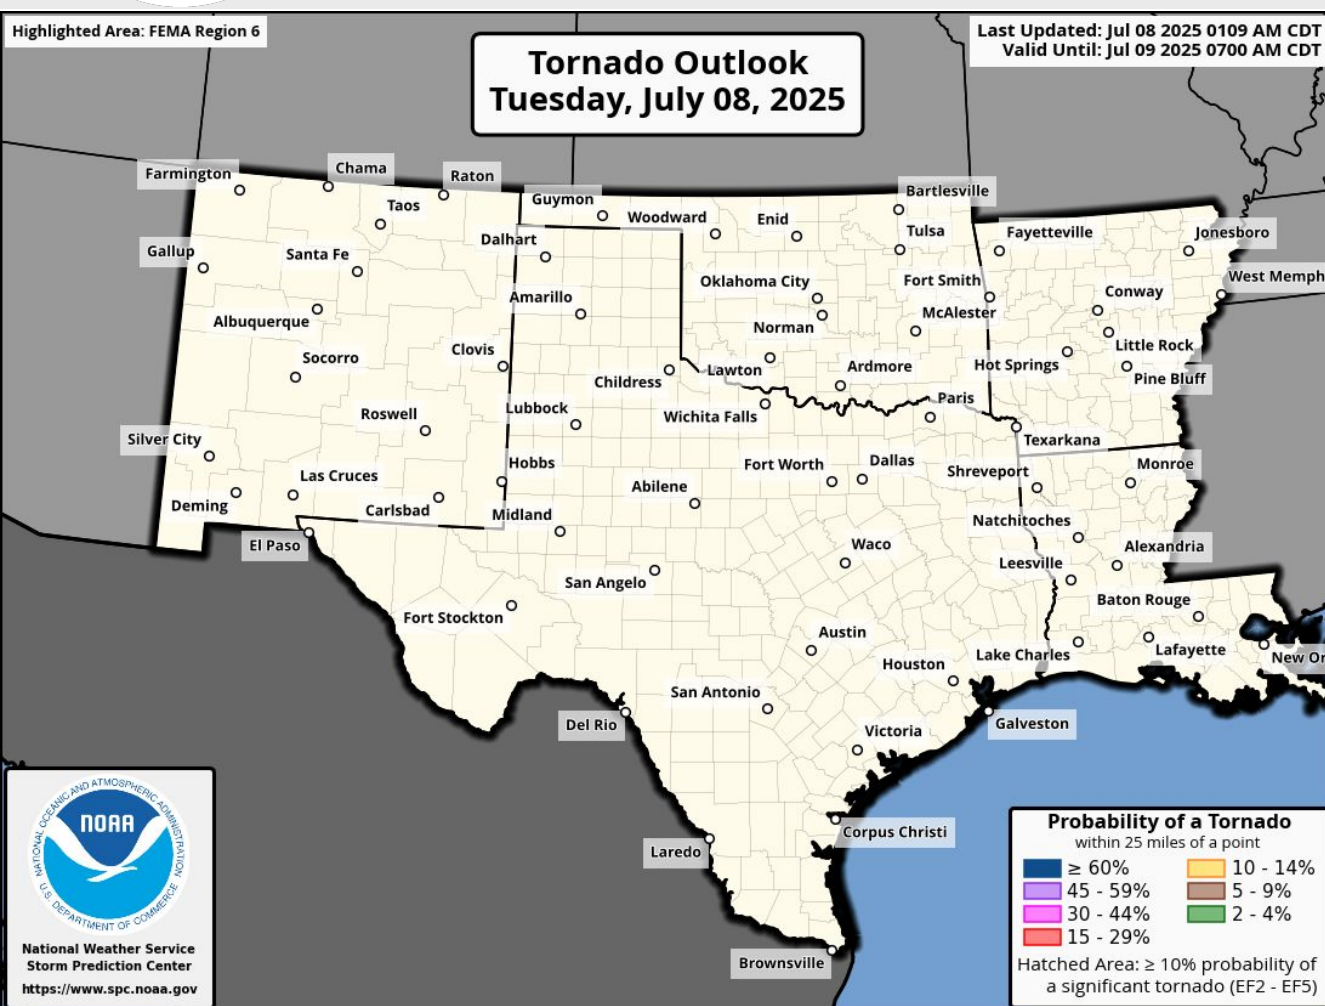 Highlighted Area: FEMA Region 6
Last Updated: Jul 08 2025 0109 AM CDT
Valid Until: Jul 09 2025 0700 AM CDT
Tornado Outlook
Tuesday, July 08, 2025
Farmington
Chama
Raton
Taos
Guymon
Woodward
Enid
Bartlesville
Tulsa
Fayetteville
Jonesboro
Gallup
Santa Fe
Dalhart
Oklahoma City
Fort Smith
Conway
West Memph
Albuquerque
Amarillo
Norman
McAlester
Little Rock
Socorro
Clovis
Childress
Lawton
Ardmore
Hot Springs
Pine Bluff
Roswell
Lubbock
Wichita Falls
Paris
Texarkana
Silver City
Las Cruces
Hobbs
Abilene
Fort Worth
Dallas
Shreveport
Monroe
Deming
Carlsbad
Midland
Natchitoches
El Paso
Waco
Alexandria
San Angelo
Leesville
Fort Stockton
Baton Rouge
Austin
Houston
Lake Charles
Lafayette
New Or
San Antonio
Del Rio
Victoria
Galveston
Corpus Christi
Laredo
Brownsville
NATIONAL OCEANIC AND ATMOSPHERIC ADMINISTRATION
NOAA
U.S. DEPARTMENT OF COMMERCE
National Weather Service
Storm Prediction Center
https://www.spc.noaa.gov
Probability of a Tornado
within 25 miles of a point
≥ 60%
45 - 59%
30 - 44%
15 - 29%
10 - 14%
5 - 9%
2 - 4%
Hatched Area: ≥ 10% probability of
a significant tornado (EF2 - EF5)